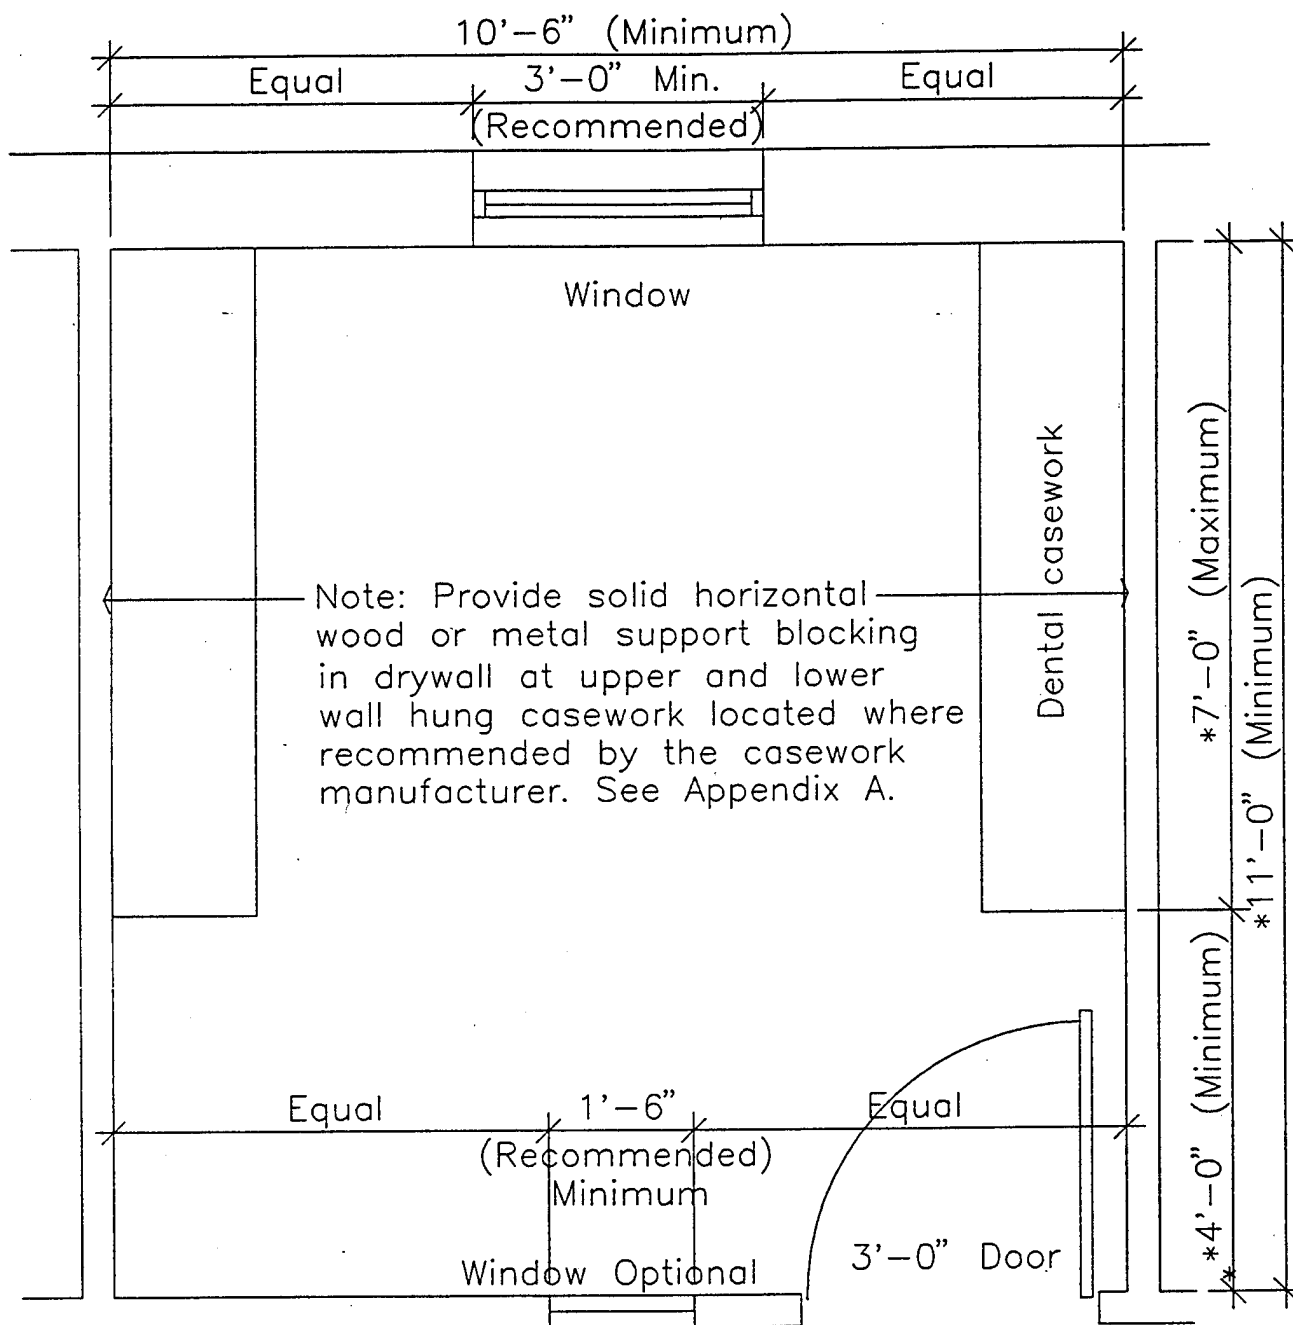 10'-6" (Minimum)
Equal
3'-0" Min.
Equal
(Recommended)
Window
Dental casework
*7'-0" (Maximum)
*11'-0" (Minimum)
Note: Provide solid horizontal
wood or metal support blocking
in drywall at upper and lower
wall hung casework located where
recommended by the casework
manufacturer. See Appendix A.
*4'-0" (Minimum)
Equal
1'-6"
Equal
(Recommended)
Minimum
3'-0" Door
Window Optional